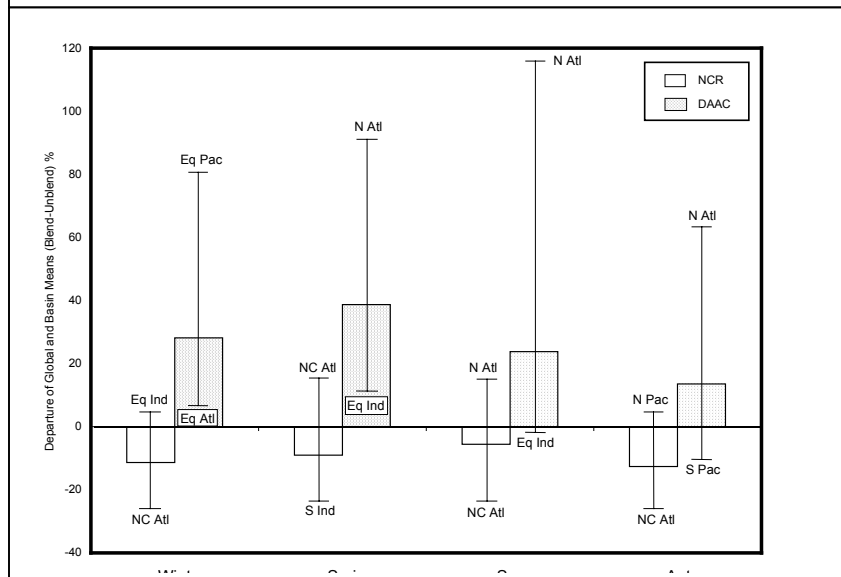 120
100
80
60
40
20
0
-20
-40
Departure of Global and Basin Means (Blend-Unblend) %
NCR
DAAC
N Atl
N Atl
Eq Pac
N Atl
NC Atl
N Atl
Eq Ind
N Pac
Eq Atl
Eq Ind
Eq Ind
S Pac
NC Atl
S Ind
NC Atl
NC Atl